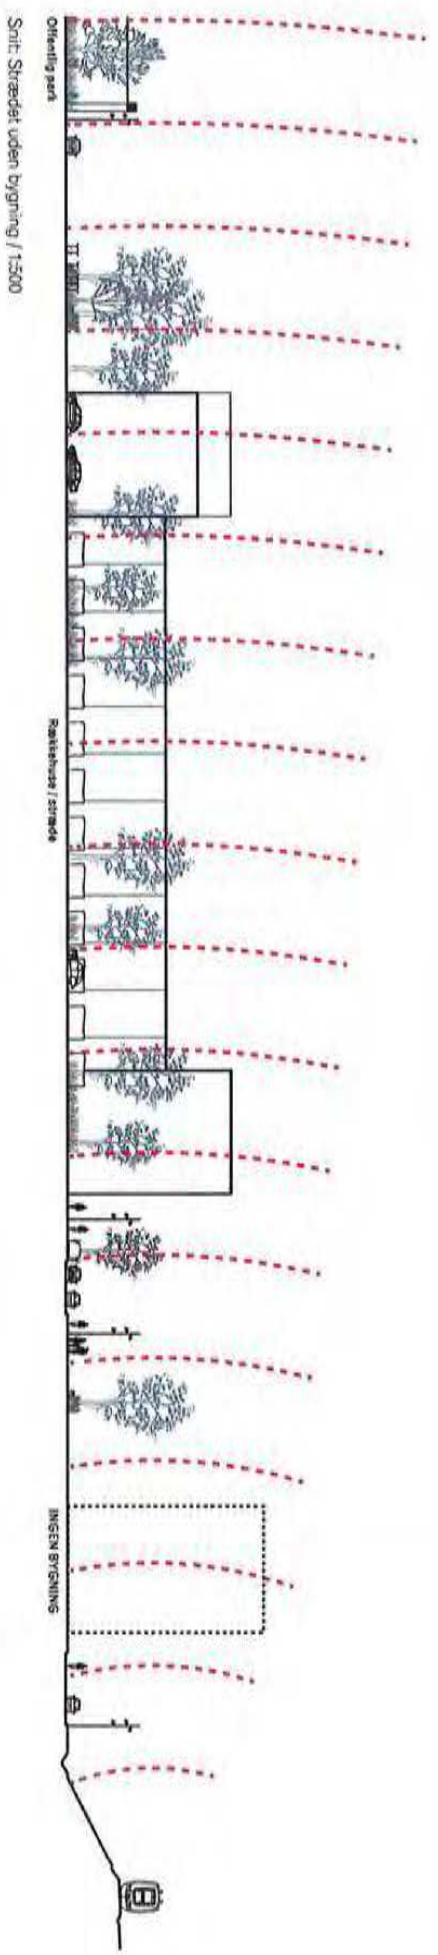 Offentlig park
Rækkehuse / stræde
INGEN BYGNING
Snit: Strædet uden bygning / 1:500